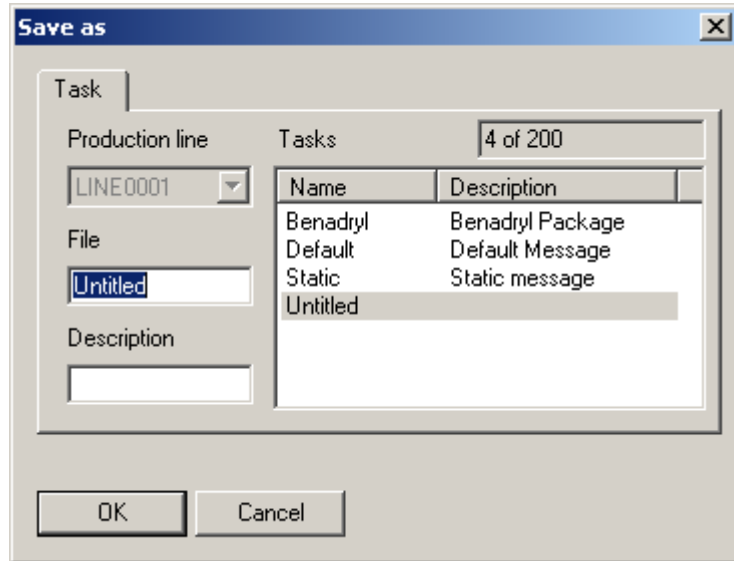 Save as
Task
Production line
LINE0001
File
Untitled
Description
Tasks
4 of 200
Name Description
Benadryl Benadryl Package
Default Default Message
Static Static message
Untitled
OK Cancel